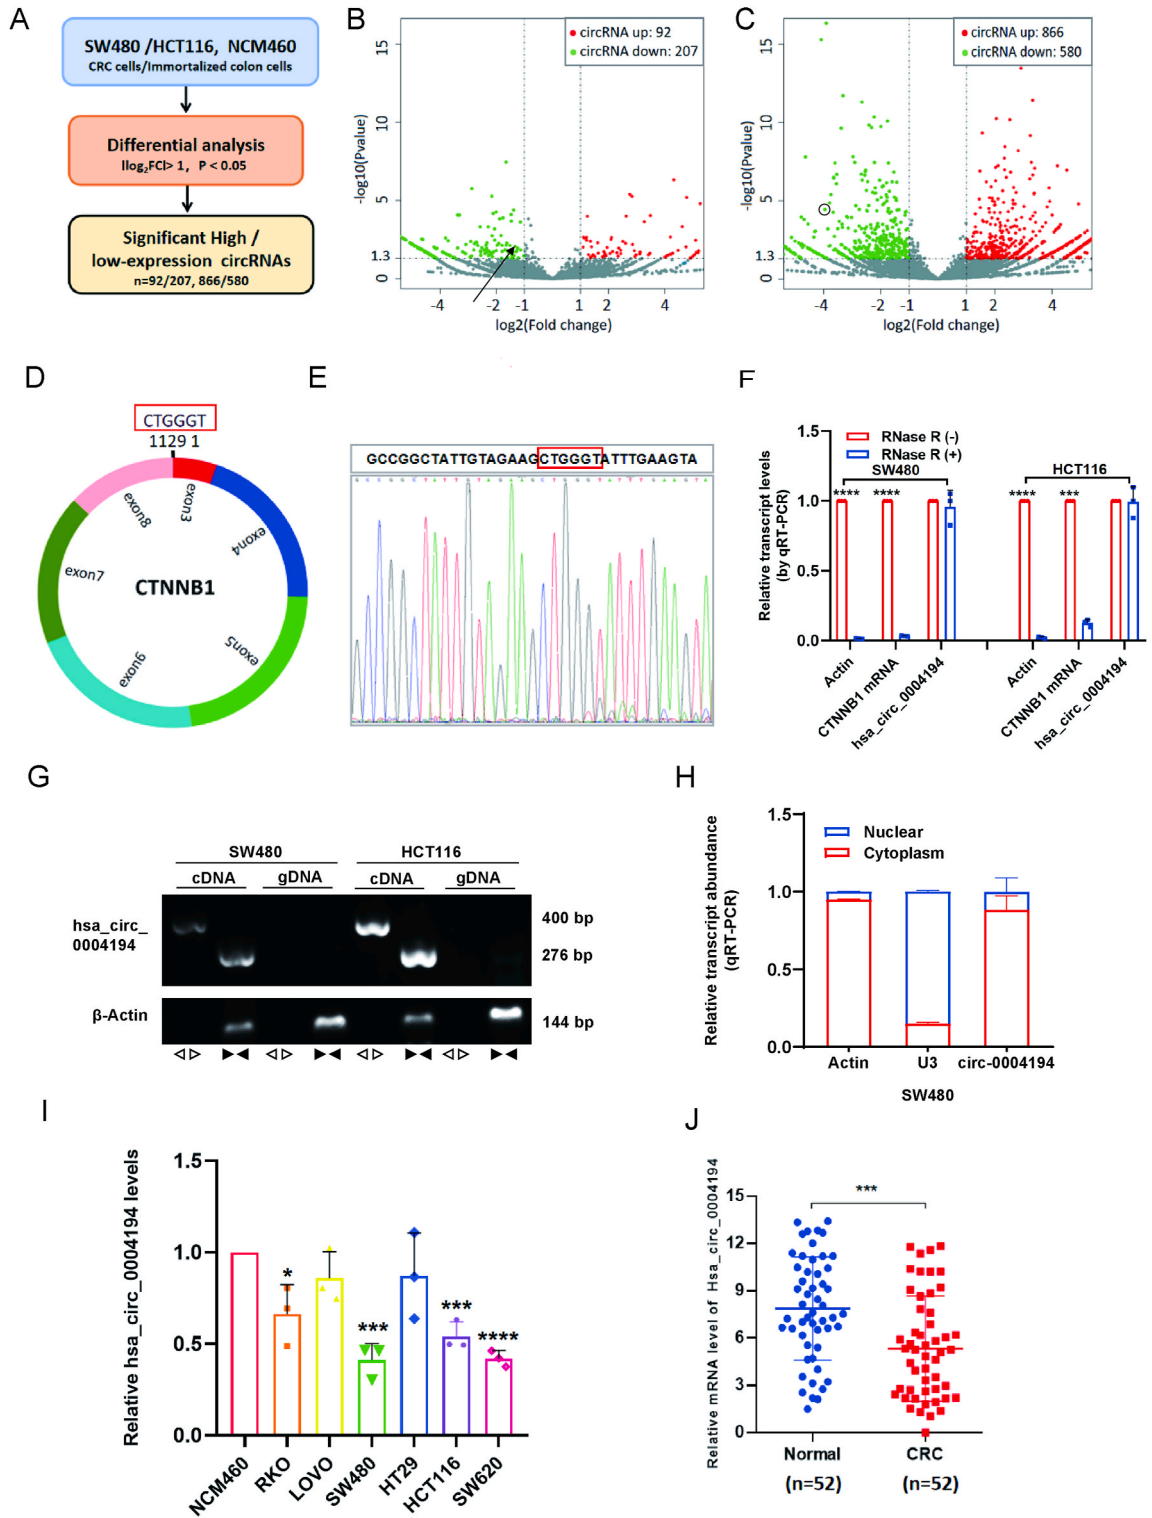 A
SW480 /HCT116, NCM460
CRC cells/Immortalized colon cells
Differential analysis
|log2FC|> 1, P < 0.05
Significant High /
low-expression circRNAs
n=92/207, 866/580
B
circRNA up: 92
circRNA down: 207
-log10(Pvalue)
15
10
5
1.3
0
-4
-2
-1
1
2
4
log2(Fold change)
C
circRNA up: 866
circRNA down: 580
-log10(Pvalue)
15
10
5
1.3
0
-4
-2
-1
1
2
4
log2(Fold change)
D
CTGGGT
1129 1
exon3
exon4
exon5
exon6
exon7
exon8
CTNNB1
E
GCCGGCTATTGTAGAAGCTGGGTATTTGAAGTA
GCCGGCTATTGTAGAAGCTGGGTATTTGAAGTA
F
RNase R (-)
RNase R (+)
SW480
HCT116
**** ****
**** ***
Relative transcript levels
(by qRT-PCR)
1.5
1.0
0.5
0.0
Actin
CTNNB1 mRNA
hsa_circ_0004194
Actin
CTNNB1 mRNA
hsa_circ_0004194
G
SW480
HCT116
cDNA
gDNA
cDNA
gDNA
hsa_circ_
0004194
400 bp
276 bp
β-Actin
144 bp
H
Nuclear
Cytoplasm
Relative transcript abundance
(qRT-PCR)
1.5
1.0
0.5
0.0
Actin
U3
circ-0004194
SW480
I
Relative hsa_circ_0004194 levels
1.5
1.0
0.5
0.0
*
***
***
****
NCM460
RKO
LOVO
SW480
HT29
HCT116
SW620
J
Relative mRNA level of Hsa_circ_0004194
15
12
9
6
3
0
***
Normal
CRC
(n=52)
(n=52)